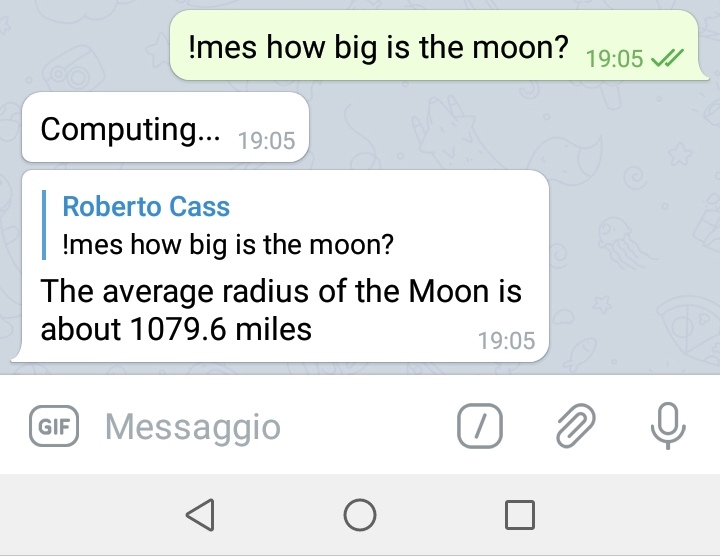 !mes how big is the moon? 19:05
Computing... 19:05
Roberto Cass
!mes how big is the moon?
The average radius of the Moon is
about 1079.6 miles 19:05
GIF Messaggio /